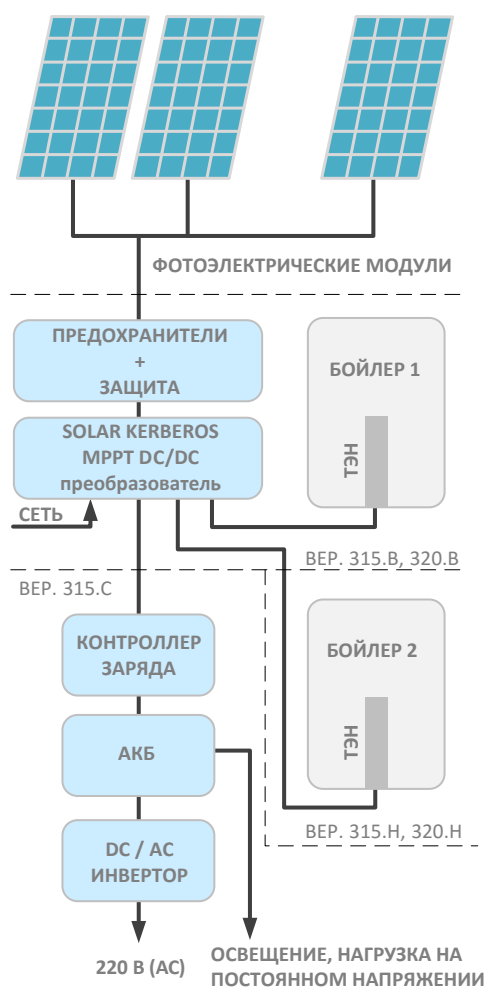 ФОТОЭЛЕКТРИЧЕСКИЕ МОДУЛИ
ПРЕДОХРАНИТЕЛИ
+
ЗАЩИТА
БОЙЛЕР 1
ТЭН
SOLAR KERBEROS
MPPT DC/DC
преобразователь
СЕТЬ
ВЕР. 315.B, 320.B
ВЕР. 315.C
КОНТРОЛЛЕР
ЗАРЯДА
БОЙЛЕР 2
ТЭН
АКБ
ВЕР. 315.H, 320.H
DC / AC
ИНВЕРТОР
220 В (AC)
ОСВЕЩЕНИЕ, НАГРУЗКА НА
ПОСТОЯННОМ НАПРЯЖЕНИИ